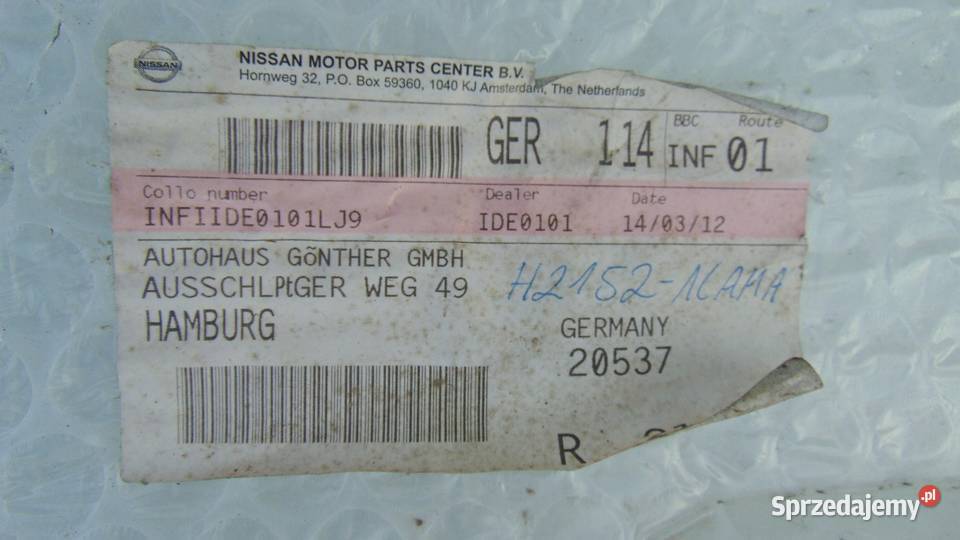 NISSAN
NISSAN MOTOR PARTS CENTER B.V.
Hornweg 32, P.O. Box 59360, 1040 KJ Amsterdam, The Netherlands
GER 114
BBC Route
INF 01
Collo number Dealer Date
INFIIDE0101LJ9 IDE0101 14/03/12
AUTOHAUS GõNTHER GMBH
AUSSCHLPtGER WEG 49
H2152-1CAMA
HAMBURG
GERMANY
20537
R
Sprzedajemy.pl